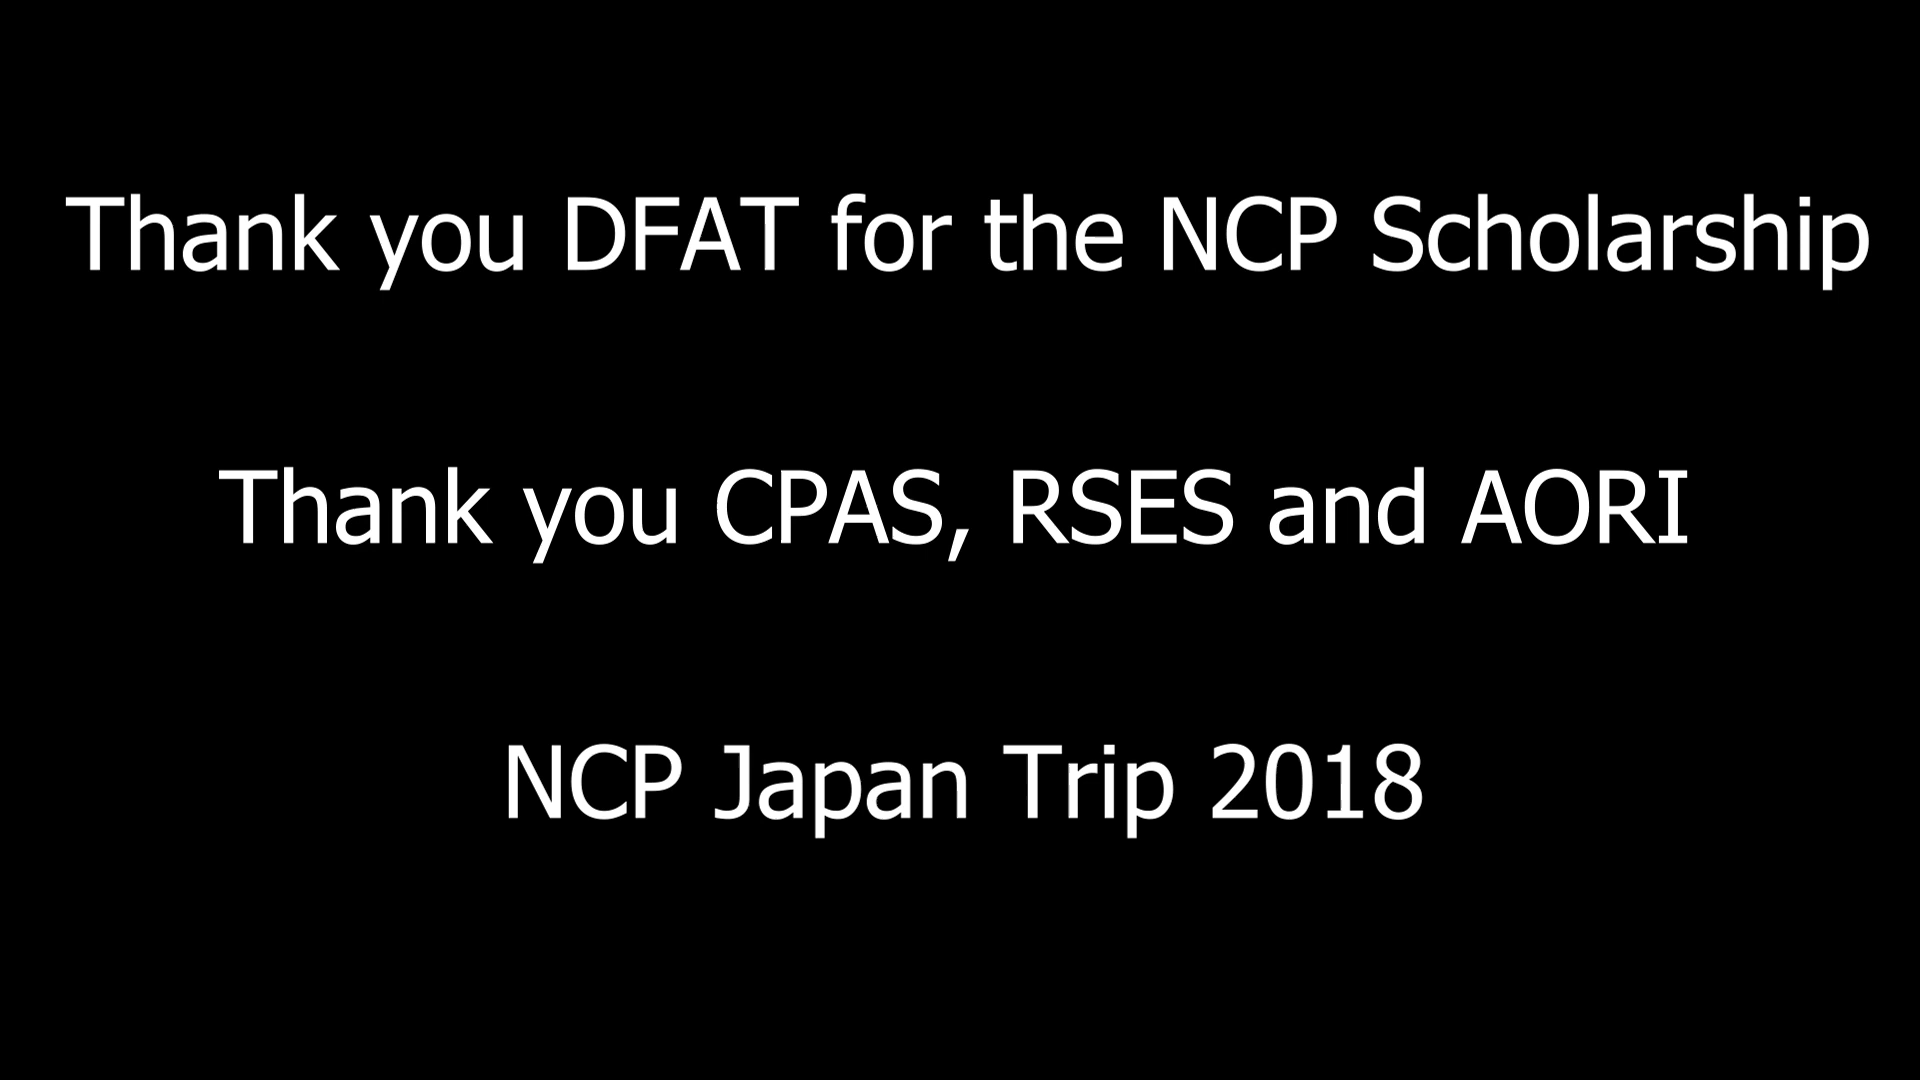 Thank you DFAT for the NCP Scholarship
Thank you CPAS, RSES and AORI
NCP Japan Trip 2018